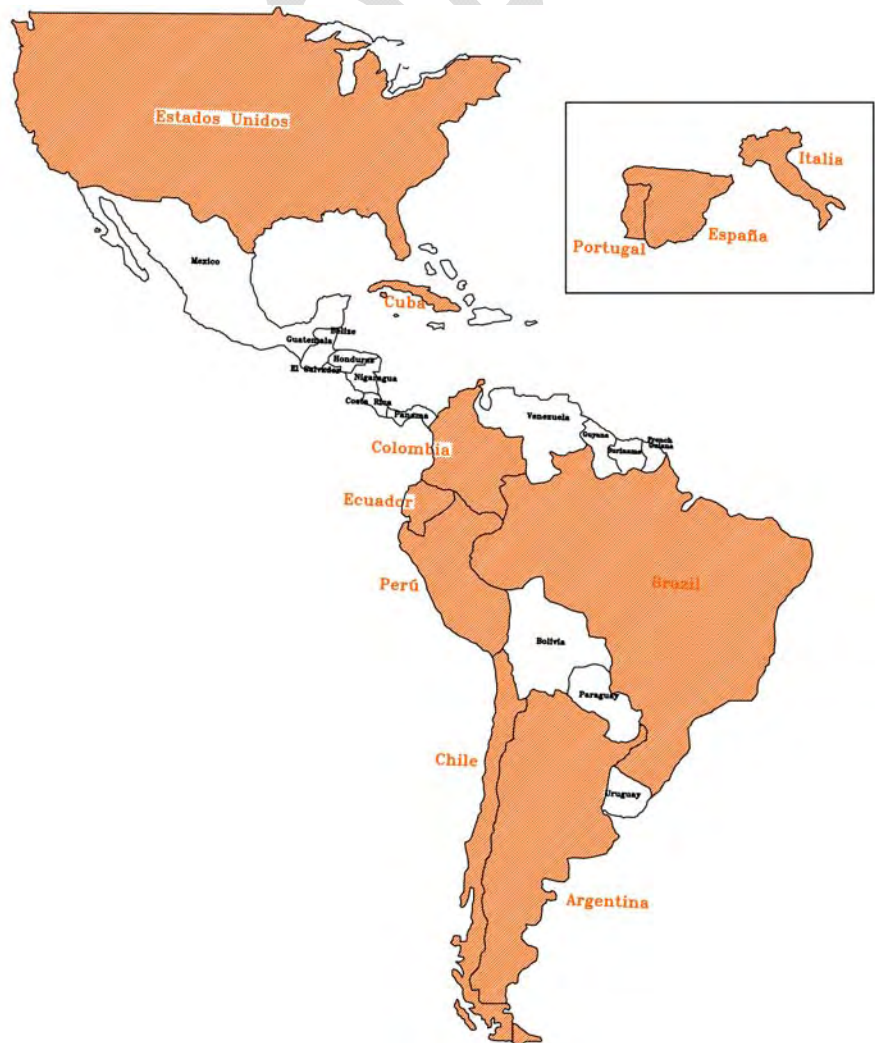 Estados Unidos
Italia
España
Portugal
Mexico
Cuba
Belize
Guatemala
Honduras
El Salvador
Nicaragua
Costa Rica
Panama
Venezuela
Guyana
Suriname
French
Guiana
Colombia
Ecuador
Perú
Brazil
Bolivia
Paraguay
Chile
Uruguay
Argentina